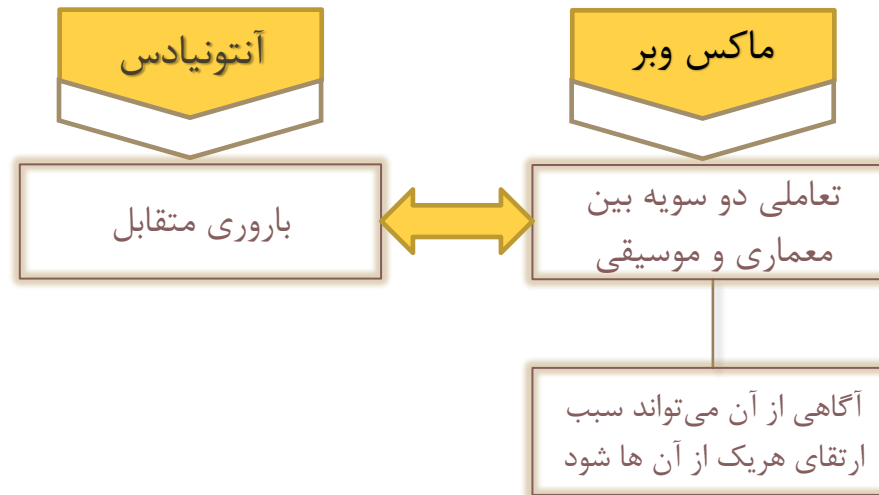 ماکس وبر
آنتونیادس
تعاملی دو سویه بین
معماری و موسیقی
باروری متقابل
آگاهی از آن می‌تواند سبب
ارتقای هریک از آن ها شود